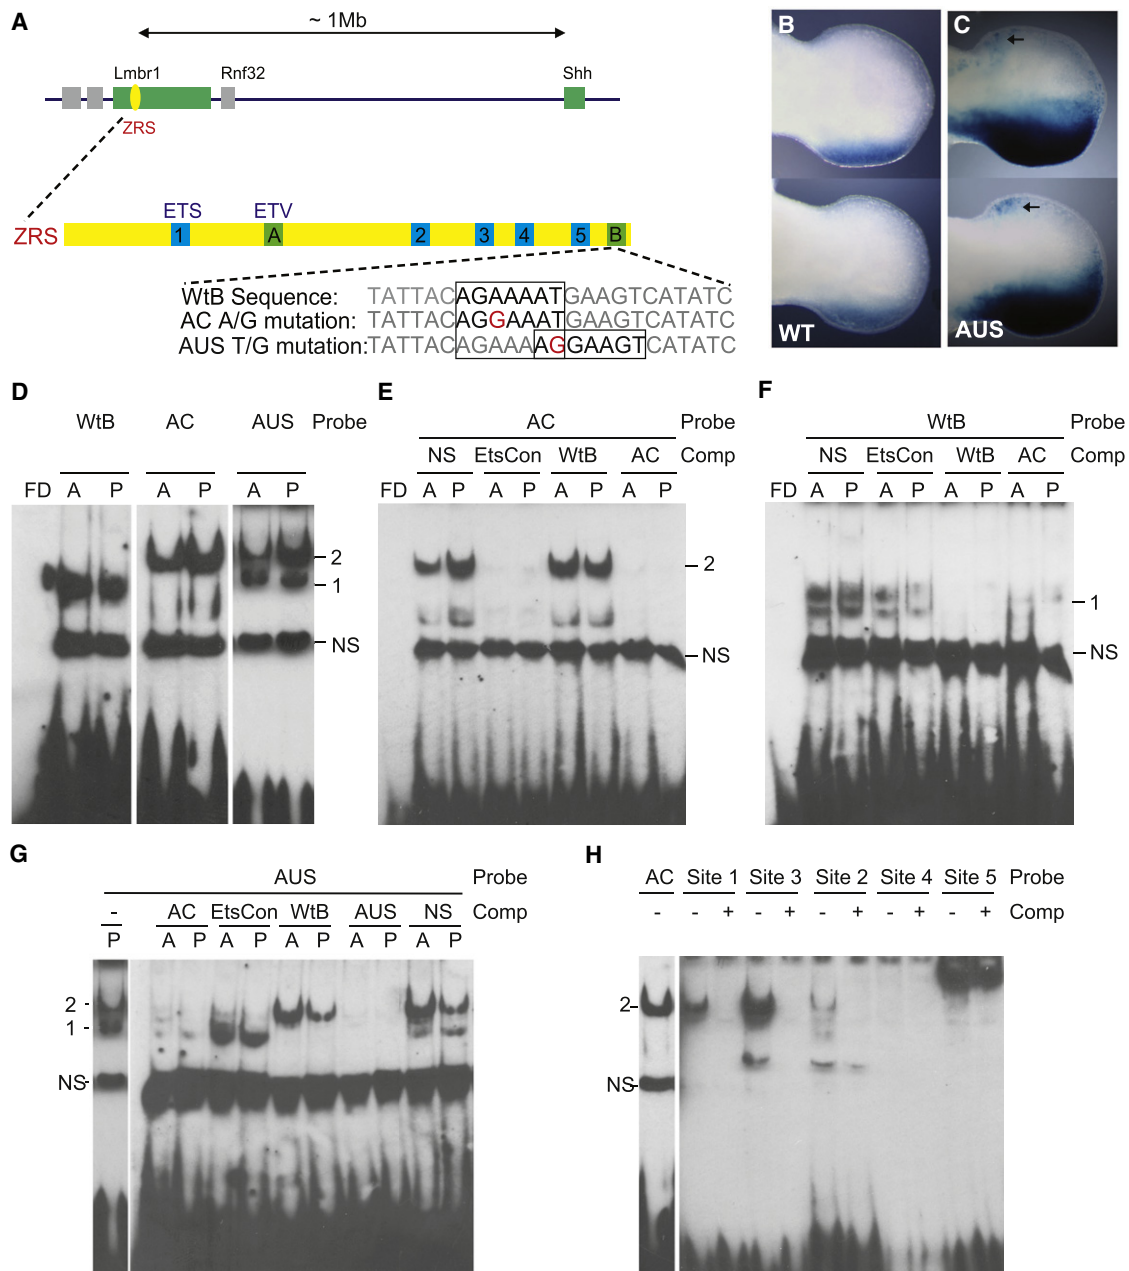 A
~ 1Mb
Lmbr1
Rnf32
Shh
ZRS
ETS
ETV
ZRS
1
A
2
3
4
5
B
WtB Sequence: TATTACAGAAAATGAAGTCATATC
AC A/G mutation: TATTACAGGAAATGAAGTCATATC
AUS T/G mutation: TATTACAGAAAAGGAAGTCATATC
B
C
WT
AUS
D
WtB AC AUS Probe
FD A P A P A P
2
1
NS
E
AC Probe
NS EtsCon WtB AC Comp
FD A P A P A P A P
2
NS
F
WtB Probe
NS EtsCon WtB AC Comp
FD A P A P A P A P
1
NS
G
AUS Probe
- AC EtsCon WtB AUS NS Comp
P A P A P A P A P A P
2
1
NS
H
AC Site 1 Site 3 Site 2 Site 4 Site 5 Probe
- - + - + - + - + - + Comp
2
NS